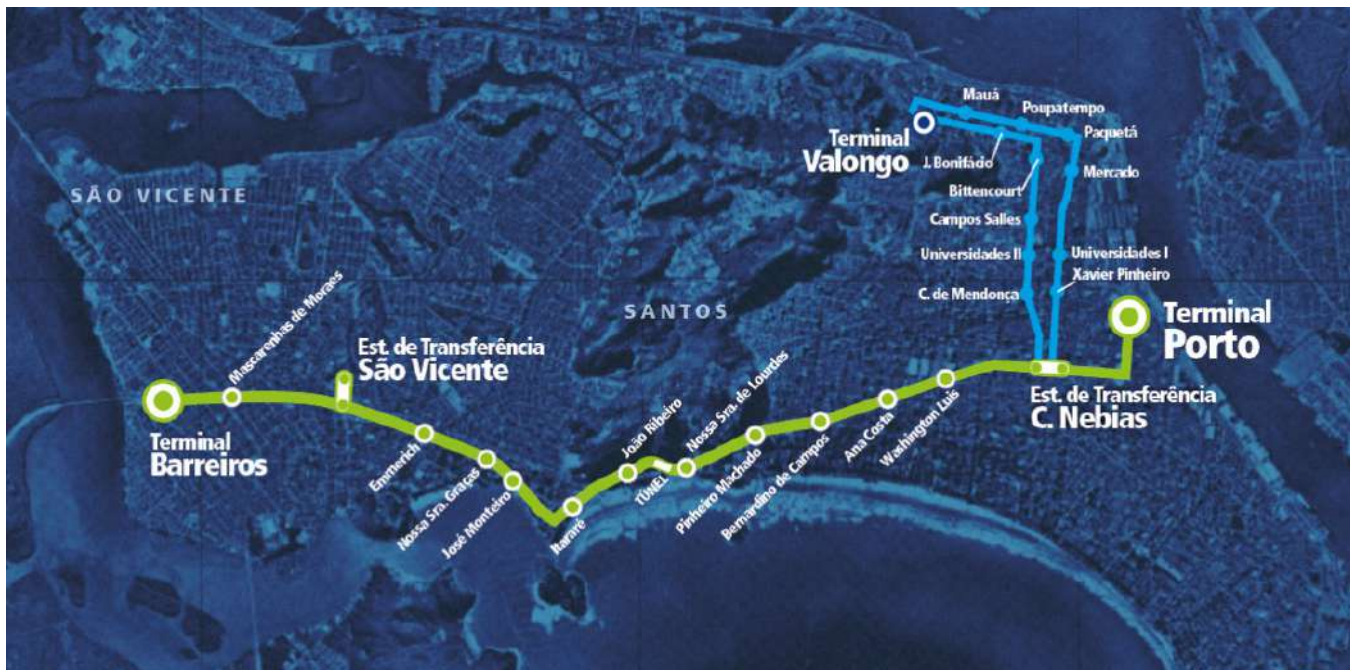 Mauá
Poupatempo
Paquetá
Terminal
Valongo
J. Bonifácio
Mercado
Bittencourt
SÃO VICENTE
Campos Salles
Universidades II
Universidades I
Xavier Pinheiro
C. de Mendonça
SANTOS
Terminal
Porto
Mascarenhas de Moraes
Est. de Transferência
São Vicente
Nossa Sra. de Lourdes
Est. de Transferência
C. Nebias
João Ribeiro
Terminal
Barreiros
Emmerich
Nossa Sra. Graças
José Monteiro
Itararé
TÚNEL
Pinheiro Machado
Bernardino de Campos
Ana Costa
Washington Luis